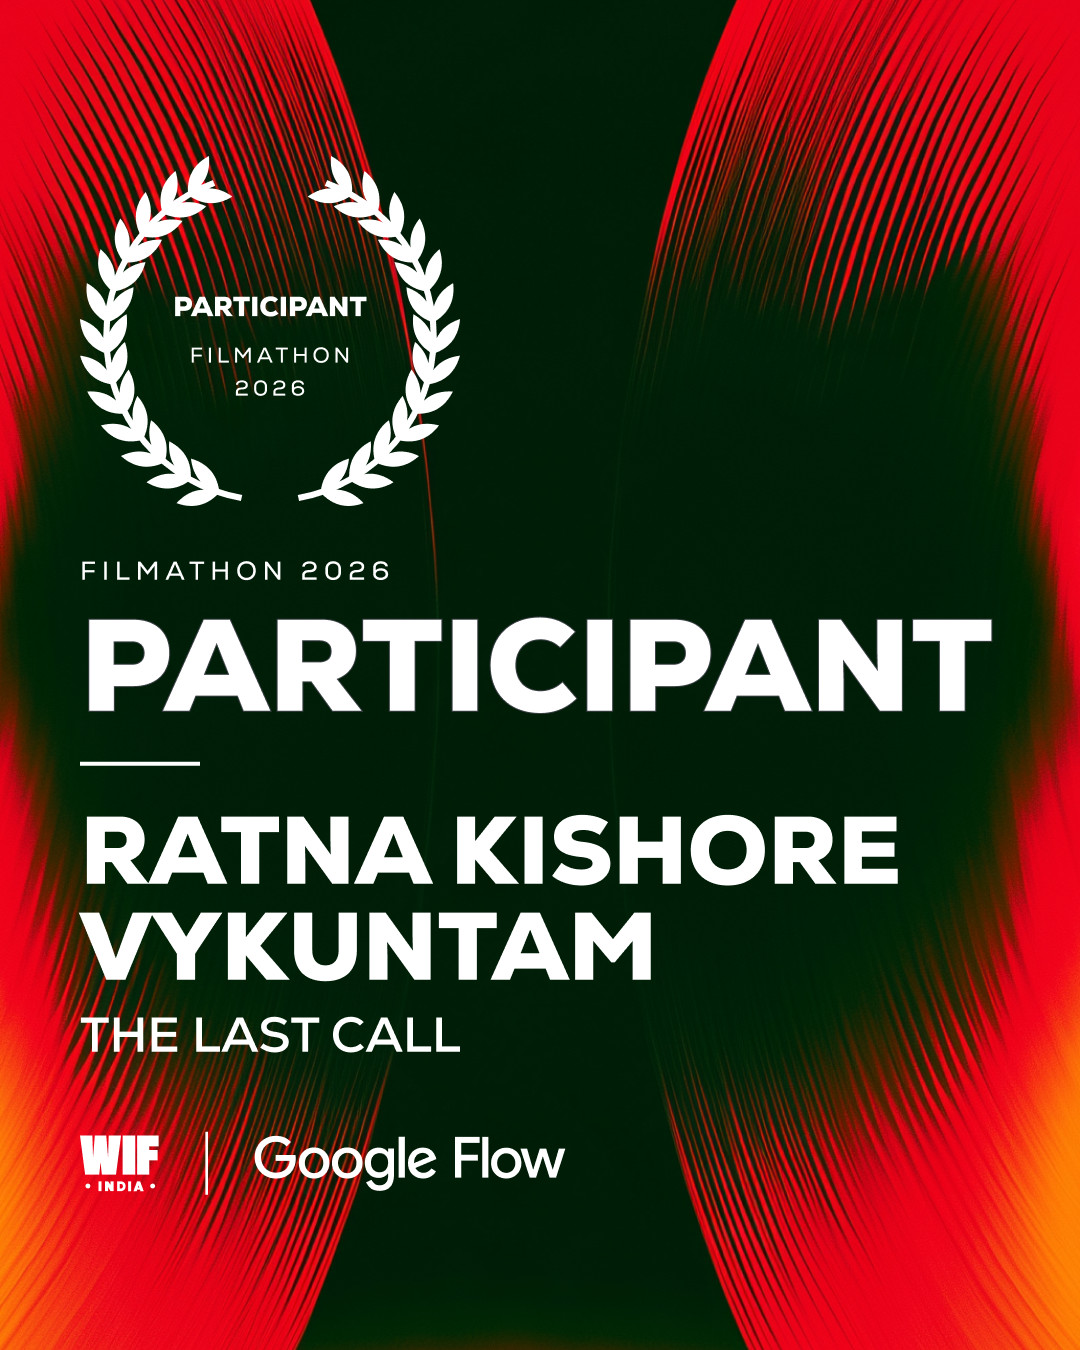 PARTICIPANT
FILMATHON
2026
FILMATHON 2026
PARTICIPANT
RATNA KISHORE
VYKUNTAM
THE LAST CALL
WIF
• INDIA •
Google Flow